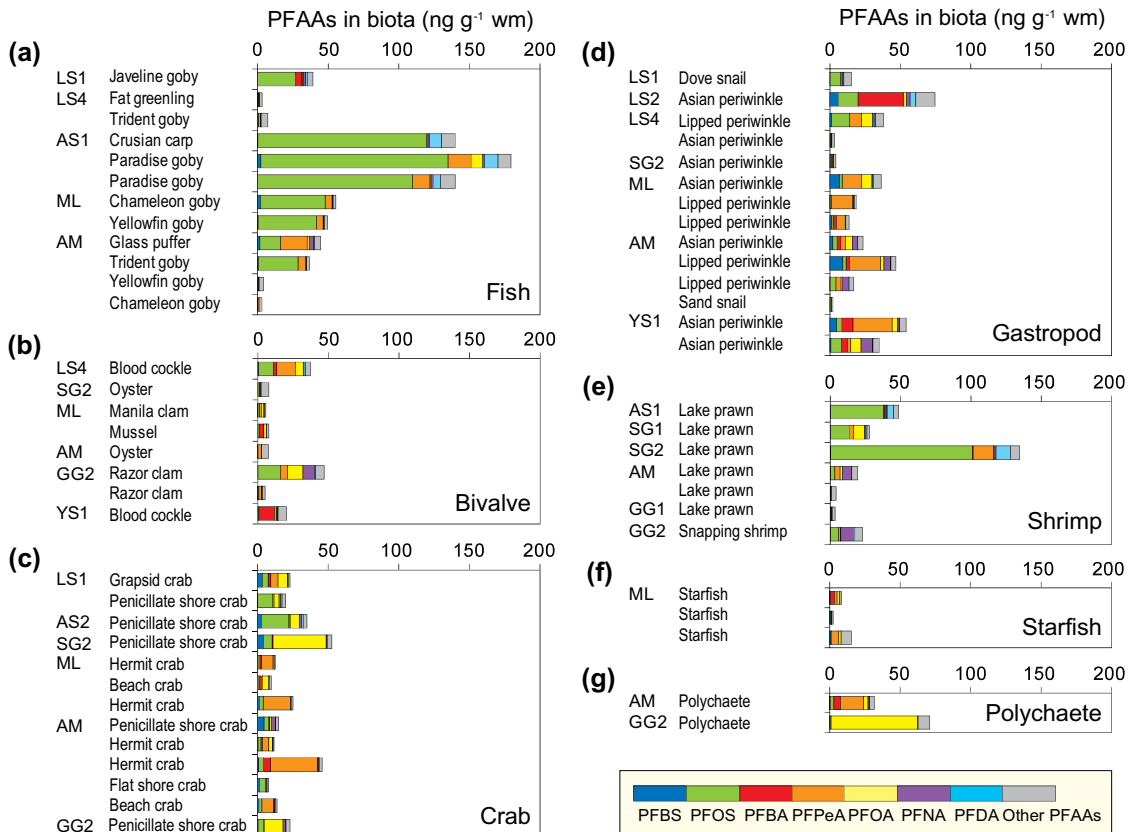 PFAAs in biota (ng g⁻¹ wm)
(a)
0 50 100 150 200
LS1 Javeline goby
LS4 Fat greenling
Trident goby
AS1 Crusian carp
Paradise goby
Paradise goby
ML Chameleon goby
Yellowfin goby
AM Glass puffer
Trident goby
Yellowfin goby
Chameleon goby
Fish
(b)
0 50 100 150 200
LS4 Blood cockle
SG2 Oyster
ML Manila clam
Mussel
AM Oyster
GG2 Razor clam
Razor clam
YS1 Blood cockle
Bivalve
(c)
0 50 100 150 200
LS1 Grapsid crab
Penicillate shore crab
AS2 Penicillate shore crab
SG2 Penicillate shore crab
ML Hermit crab
Beach crab
Hermit crab
AM Penicillate shore crab
Hermit crab
Hermit crab
Flat shore crab
Beach crab
GG2 Penicillate shore crab
Crab
PFAAs in biota (ng g⁻¹ wm)
(d)
0 50 100 150 200
LS1 Dove snail
LS2 Asian periwinkle
LS4 Lipped periwinkle
Asian periwinkle
SG2 Asian periwinkle
ML Asian periwinkle
Lipped periwinkle
Lipped periwinkle
AM Asian periwinkle
Lipped periwinkle
Lipped periwinkle
Sand snail
YS1 Asian periwinkle
Asian periwinkle
Gastropod
(e)
0 50 100 150 200
AS1 Lake prawn
SG1 Lake prawn
SG2 Lake prawn
AM Lake prawn
Lake prawn
GG1 Lake prawn
GG2 Snapping shrimp
Shrimp
(f)
0 50 100 150 200
ML Starfish
Starfish
Starfish
Starfish
(g)
0 50 100 150 200
AM Polychaete
GG2 Polychaete
Polychaete
PFBS PFOS PFBA PFPeA PFOA PFNA PFDA Other PFAAs